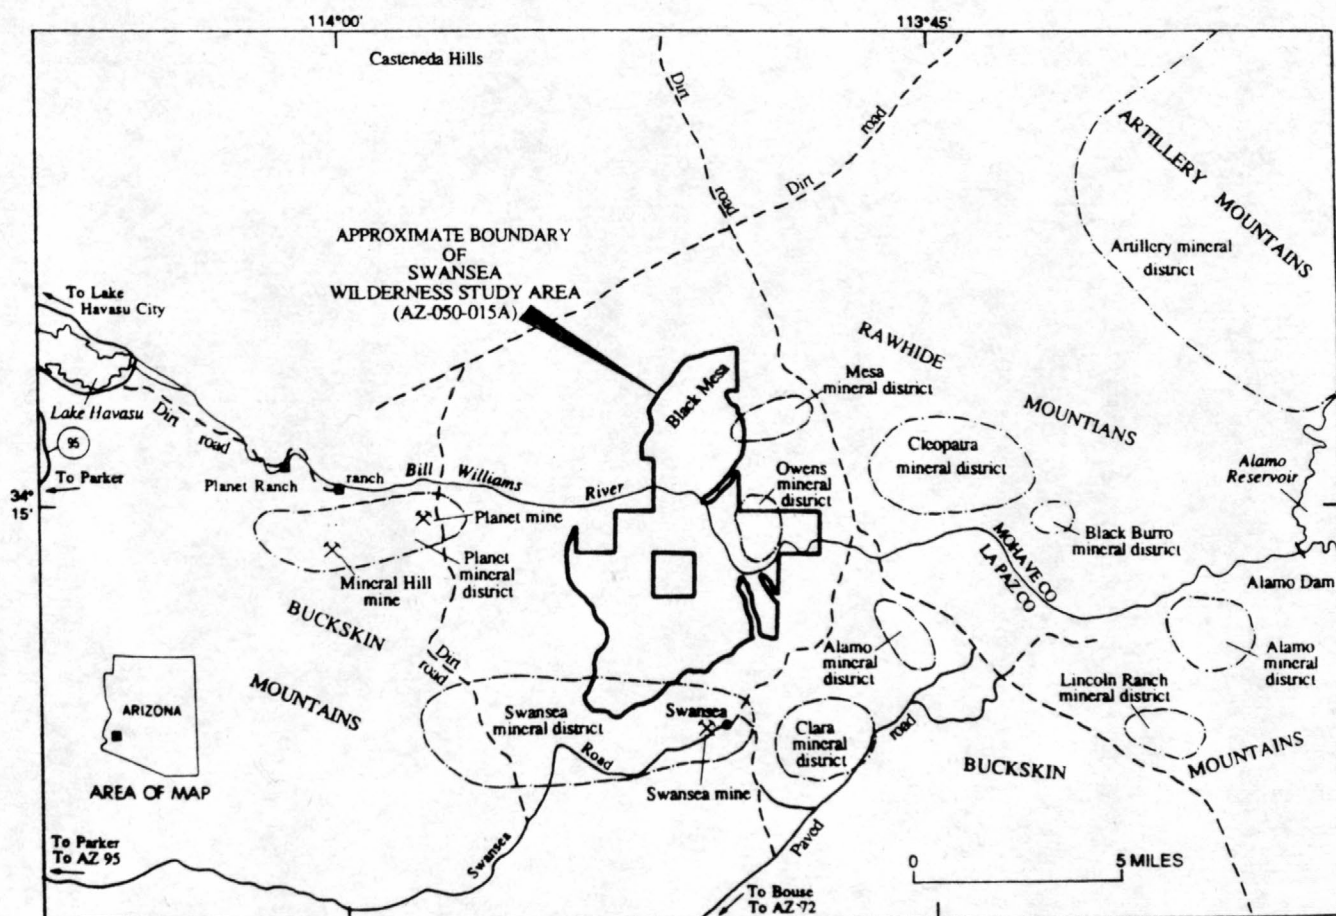 114°00'
113°45'
Casteneda Hills
Dirt
road
Dirt
road
ARTILLERY MOUNTAINS
Artillery mineral
district
APPROXIMATE BOUNDARY
OF
SWANSEA
WILDERNESS STUDY AREA
(AZ-050-015A)
To Lake
Havasu City
Lake Havasu
Dirt
road
95
To Parker
34°
15'
Planet Ranch
ranch
Bill Williams River
Black Mesa
RAWHIDE
MOUNTIANS
Mesa
mineral district
Cleopatra
mineral district
Owens
mineral
district
Alamo
Reservoir
Black Burro
mineral district
MOHAVE CO
LA PAZ CO
Alamo Dam
Planet mine
Mineral Hill
mine
Planet
mineral
district
BUCKSKIN
MOUNTAINS
Dirt
road
Alamo
mineral
district
Alamo
mineral
district
Lincoln Ranch
mineral district
ARIZONA
AREA OF MAP
Swansea
mineral district
Swansea
Clara
mineral
district
road
BUCKSKIN
MOUNTAINS
Road
Swansea mine
Swansea
Pavod
To Parker
To AZ 95
To Bouse
To AZ 72
0
5 MILES